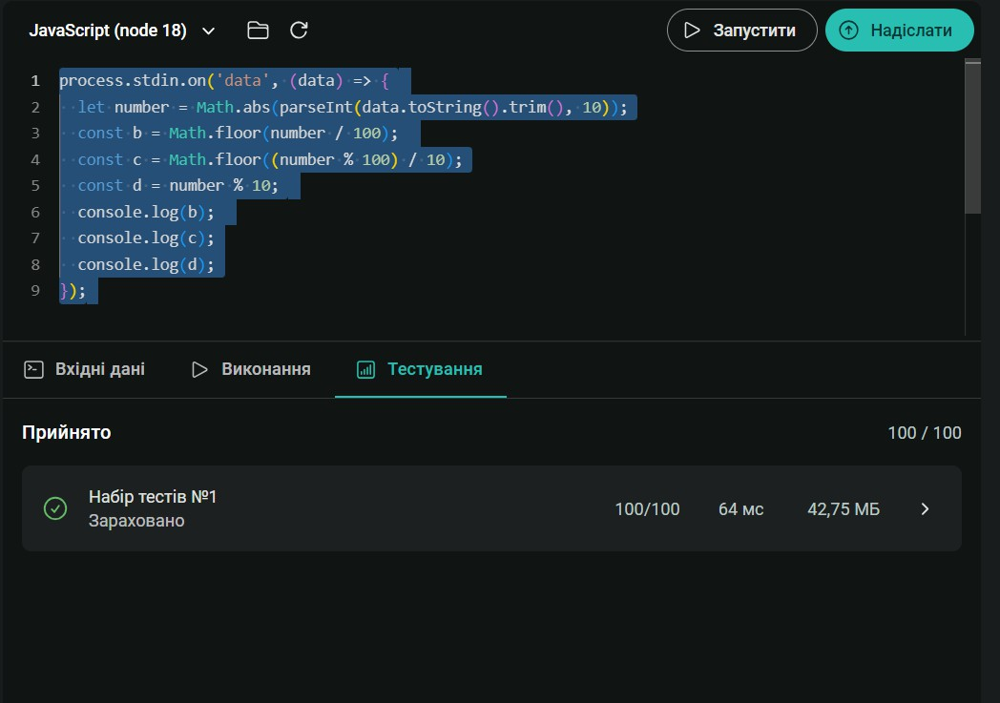 JavaScript (node 18)
Запустити
Надіслати
1 process.stdin.on('data', (data) => {
2   let number = Math.abs(parseInt(data.toString().trim(), 10));
3   const b = Math.floor(number / 100);
4   const c = Math.floor((number % 100) / 10);
5   const d = number % 10;
6   console.log(b);
7   console.log(c);
8   console.log(d);
9 });
Вхідні дані
Виконання
Тестування
Прийнято
100 / 100
Набір тестів №1
Зараховано
100/100
64 мс
42,75 МБ